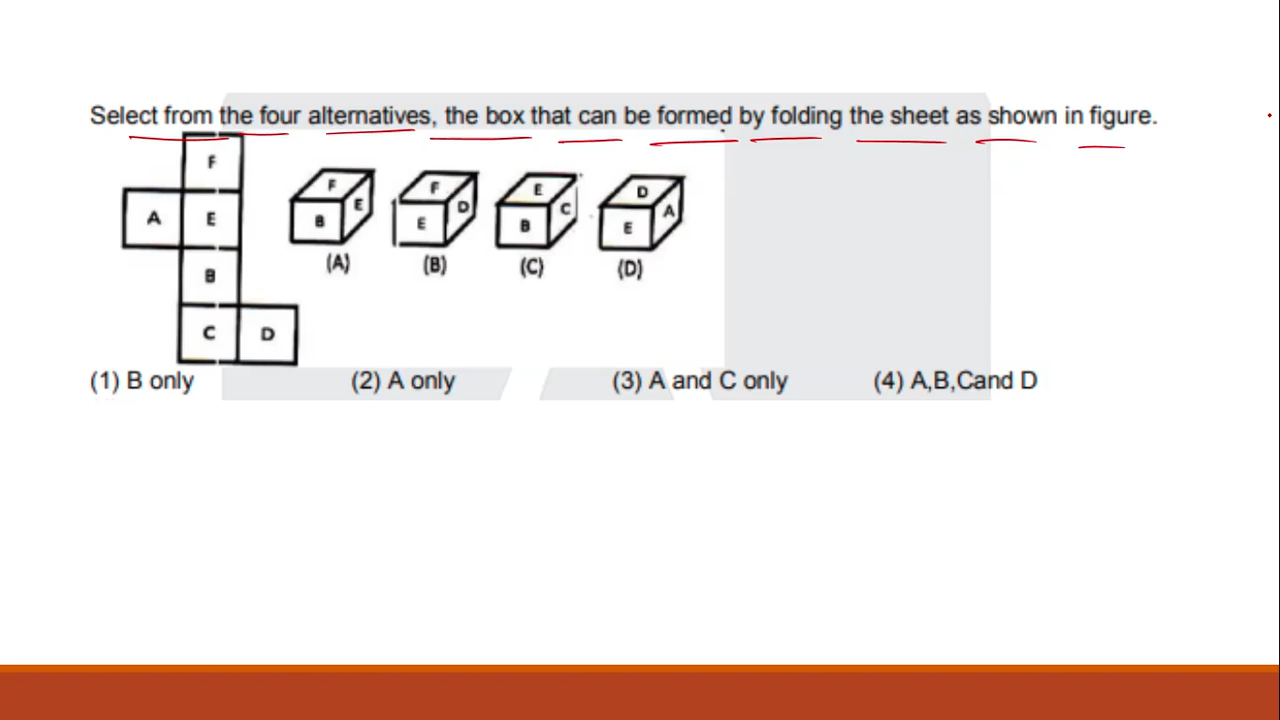 Select from the four alternatives, the box that can be formed by folding the sheet as shown in figure.
F
A E
B
C D
F B E
F E D
E B C
D E A
(A) (B) (C) (D)
(1) B only (2) A only (3) A and C only (4) A,B,Cand D